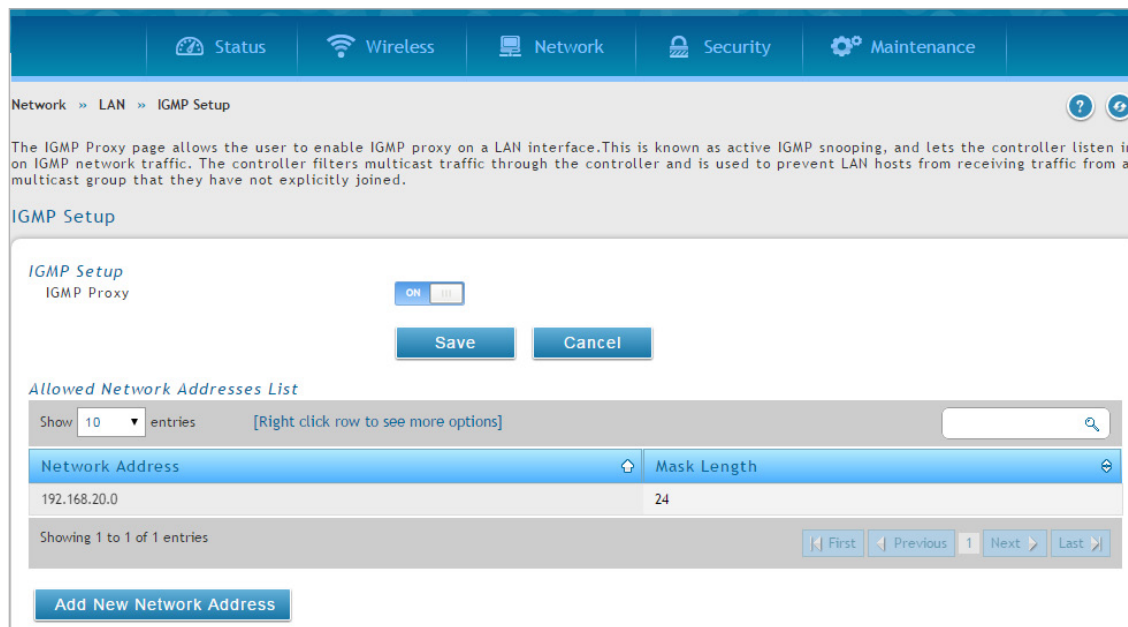 Status Wireless Network Security Maintenance
Network » LAN » IGMP Setup
The IGMP Proxy page allows the user to enable IGMP proxy on a LAN interface.This is known as active IGMP snooping, and lets the controller listen
on IGMP network traffic. The controller filters multicast traffic through the controller and is used to prevent LAN hosts from receiving traffic from
multicast group that they have not explicitly joined.
IGMP Setup
IGMP Setup
IGMP Proxy ON
Save Cancel
Allowed Network Addresses List
Show 10 entries [Right click row to see more options]
Network Address Mask Length
192.168.20.0 24
Showing 1 to 1 of 1 entries First Previous 1 Next Last
Add New Network Address